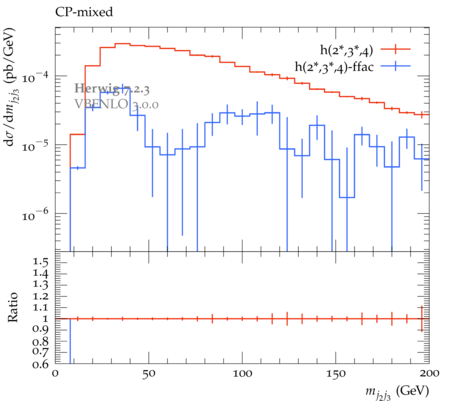 CP-mixed
h(2*,3*,4)
h(2*,3*,4)-ffac
Herwig 7.2.3
VBFNLO 3.0.0
dσ/dm_{j₂j₃} (pb/GeV)
10⁻⁴
10⁻⁵
10⁻⁶
Ratio
1.5
1.4
1.3
1.2
1.1
1
0.9
0.8
0.7
0.6
0 50 100 150 200
m_{j₂j₃} (GeV)